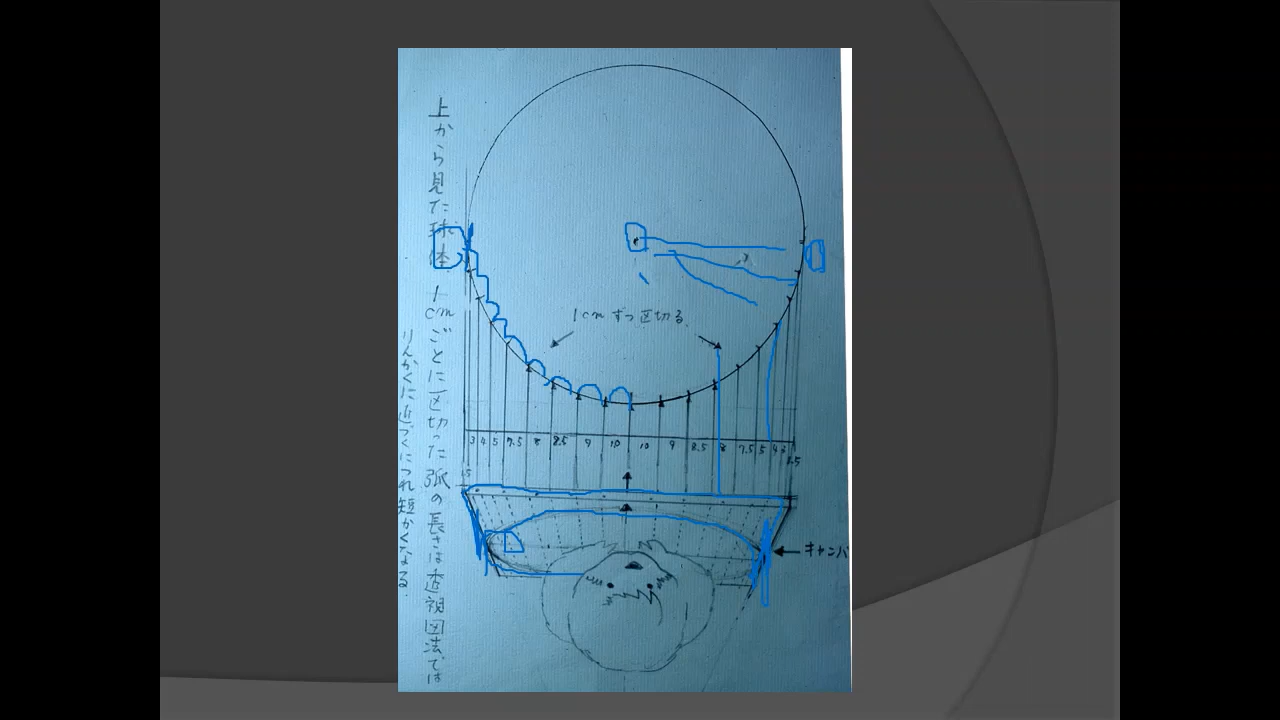 上から見た球体.1cmごとに区切った弧の長さは透視図法では
りんかくに近づくにつれ短かくなる.
1cmずつ区切る.
3 4 5 7.5 8 8.5 9 10 10 9 8.5 8 7.5 5 4 3
キャンバ